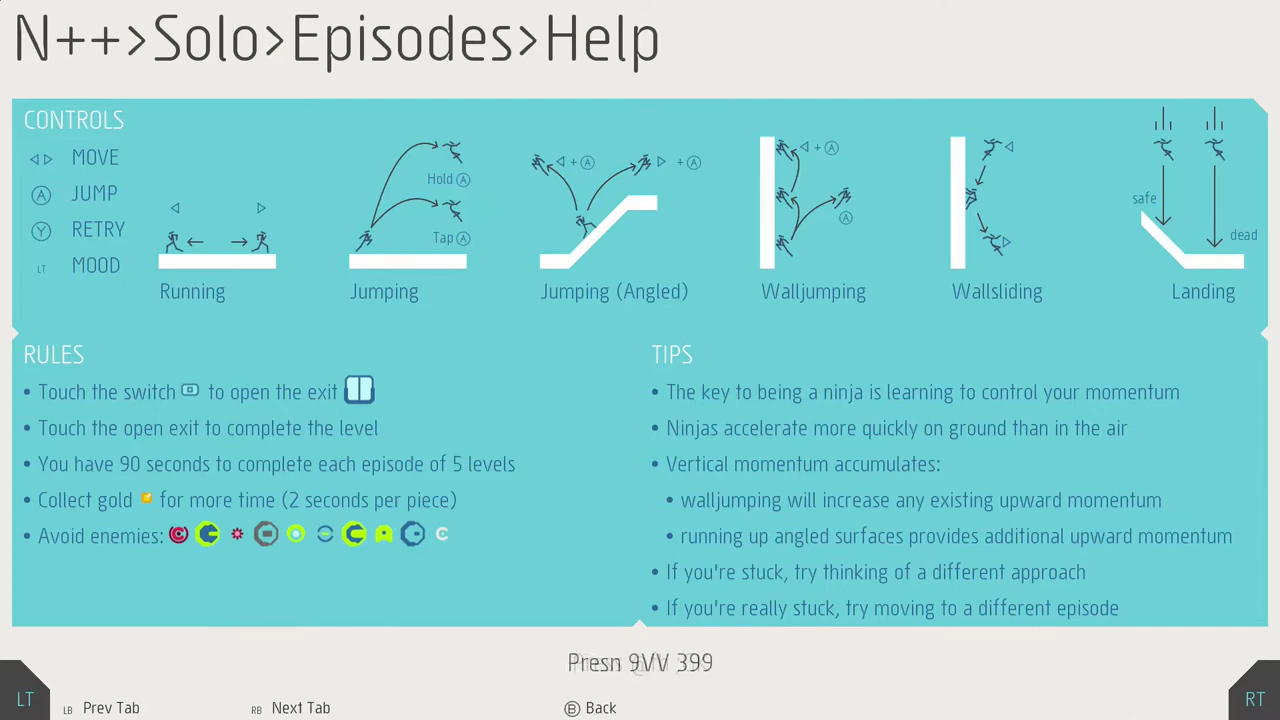 N++>Solo>Episodes>Help
CONTROLS
MOVE
A JUMP
Y RETRY
LT MOOD
Running
Hold A
Tap A
Jumping
+ A
+ A
Jumping (Angled)
+ A
A
Walljumping
Wallsliding
safe
dead
Landing
RULES
• Touch the switch to open the exit
• Touch the open exit to complete the level
• You have 90 seconds to complete each episode of 5 levels
• Collect gold for more time (2 seconds per piece)
• Avoid enemies:
TIPS
• The key to being a ninja is learning to control your momentum
• Ninjas accelerate more quickly on ground than in the air
• Vertical momentum accumulates:
• walljumping will increase any existing upward momentum
• running up angled surfaces provides additional upward momentum
• If you're stuck, try thinking of a different approach
• If you're really stuck, try moving to a different episode
Presn 9VV 399
LT
LB Prev Tab
RB Next Tab
B Back
RT